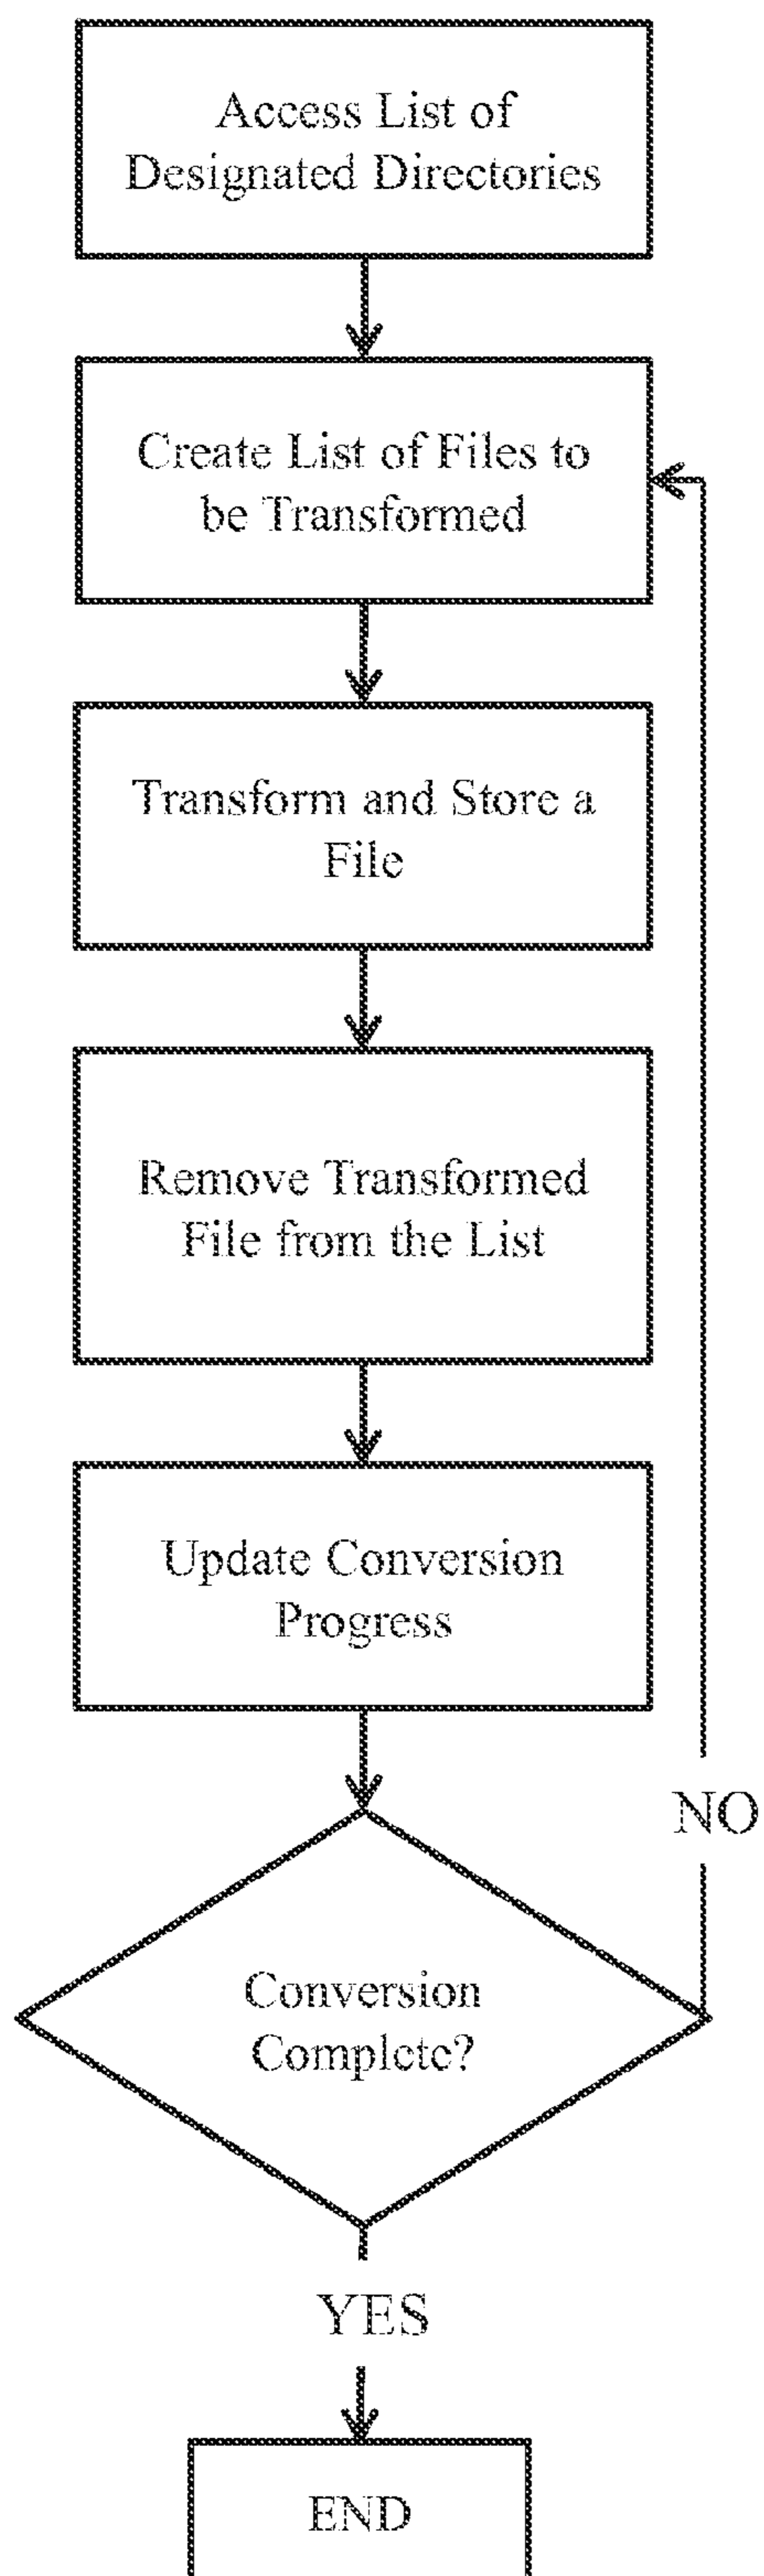 Access List of
Designated Directories
Create List of Files to
be Transformed
Transform and Store a
File
Remove Transformed
File from the List
Update Conversion
Progress
NO
Conversion
Complete?
YES
END